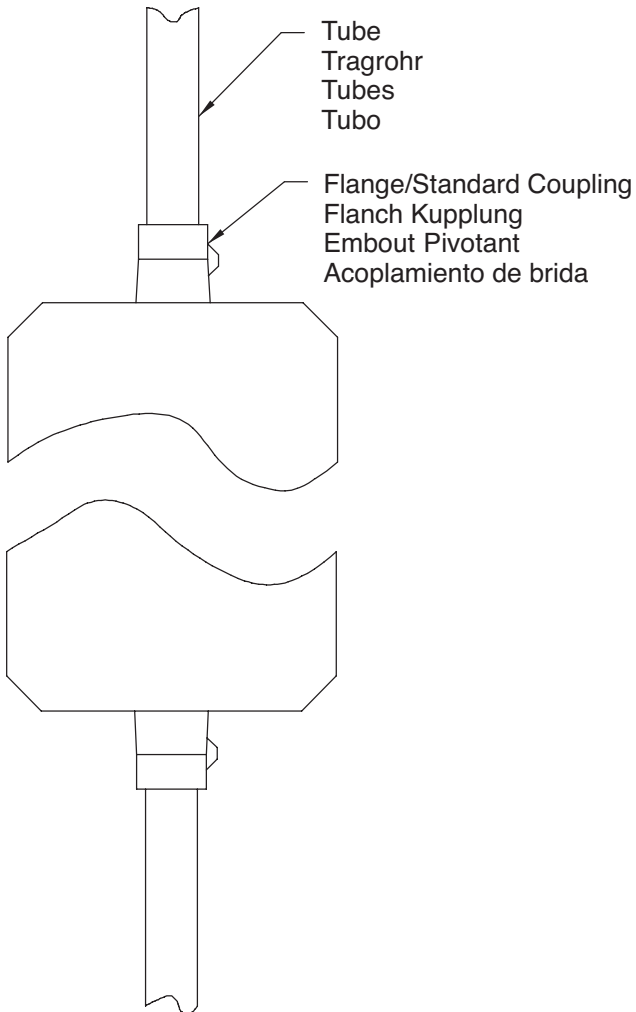 Tube
Tragrohr
Tubes
Tubo
Flange/Standard Coupling
Flanch Kupplung
Embout Pivotant
Acoplamiento de brida